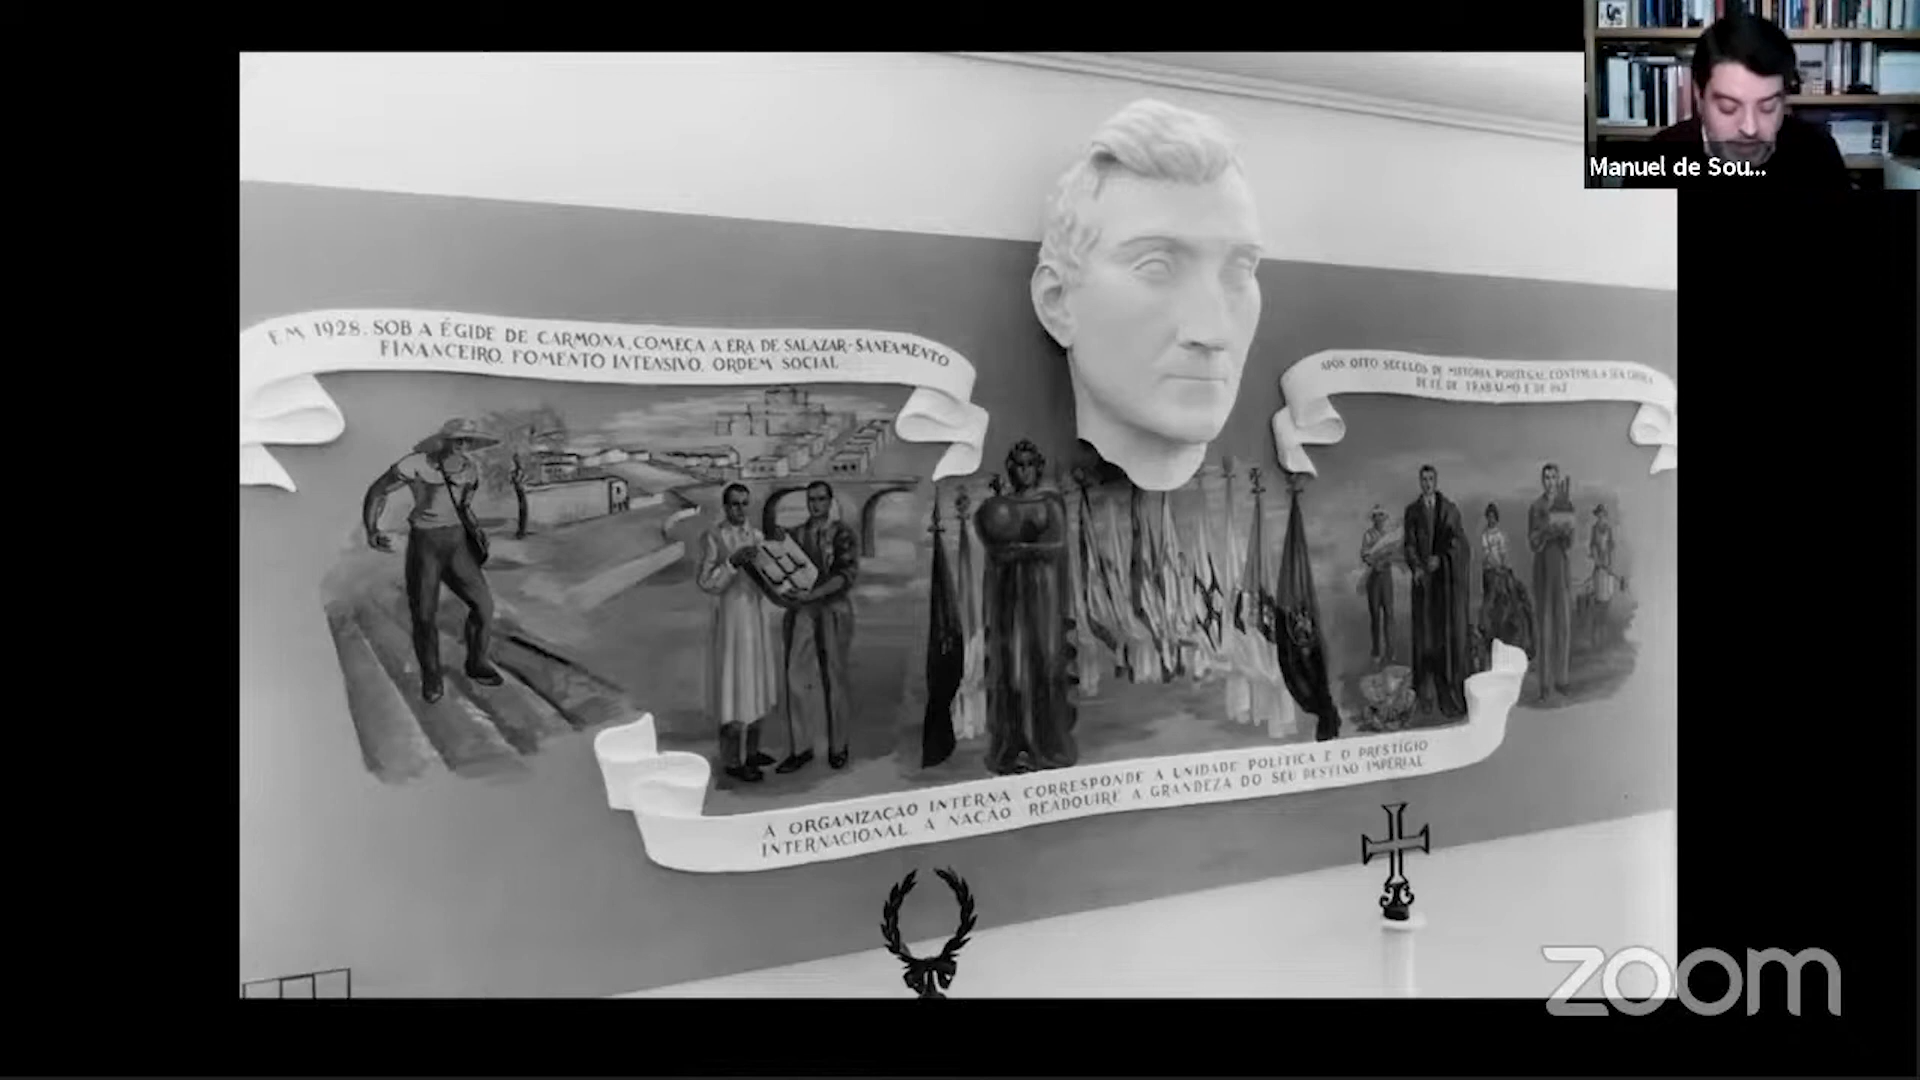 Manuel de Sou...
EM 1928, SOB A ÉGIDE DE CARMONA, COMEÇA A ERA DE SALAZAR - SANEAMENTO
FINANCEIRO, FOMENTO INTENSIVO, ORDEM SOCIAL
APÓS OITO SÉCULOS DE HISTÓRIA, PORTUGAL CONTINUA A SUA OBRA
DE FÉ, DE TRABALHO E DE PAZ
A ORGANIZAÇÃO INTERNA CORRESPONDE A UNIDADE POLITICA E O PRESTÍGIO
INTERNACIONAL. A NAÇÃO READQUIRE A GRANDEZA DO SEU DESTINO IMPERIAL
zoom